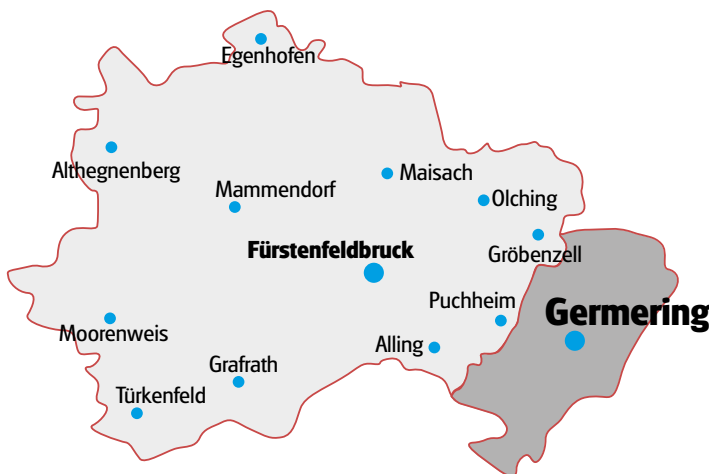 Egenhofen
Althegnenberg
Maisach
Mammendorf
Olching
Fürstenfeldbruck
Gröbenzell
Puchheim
Germering
Moorenweis
Alling
Grafrath
Türkenfeld